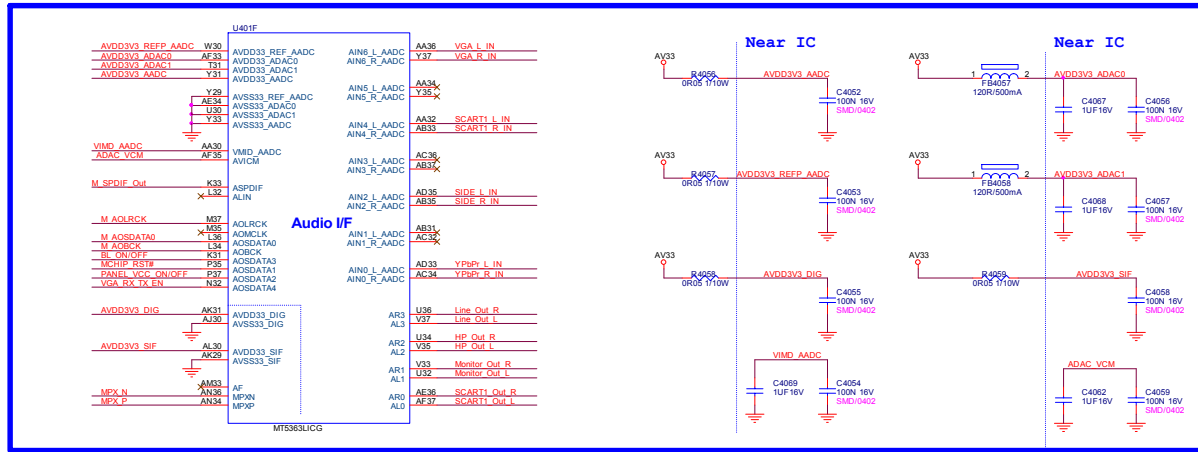 U401F
AVDD3V3_REFP_AADC W30 AVDD33_REF_AADC
AVDD3V3_ADAC0 AF33 AVDD33_ADAC0
AVDD3V3_ADAC1 T31 AVDD33_ADAC1
AVDD3V3_AADC Y31 AVDD33_AADC
Y29 AVSS33_REF_AADC
AE34 AVSS33_ADAC0
U30 AVSS33_ADAC1
Y33 AVSS33_AADC
VIMD_AADC AA30 VMID_AADC
ADAC_VCM AF35 AVICM
M_SPDIF_Out K33 ASPDIF
L32 ALIN
Audio I/F
M_AOLRCK M37 AOLRCK
M35 AOMCLK
M_AOSDATA0 L36 AOSDATA0
M_AOBCK L34 AOBCK
BL_ON/OFF K31 AOSDATA3
MCHIP_RST# P35 AOSDATA1
PANEL_VCC_ON/OFF P37 AOSDATA2
VGA_RX_TX_EN N32 AOSDATA4
AVDD3V3_DIG AK31 AVDD33_DIG
AJ30 AVSS33_DIG
AVDD3V3_SIF AL30 AVDD33_SIF
AK29 AVSS33_SIF
AM33 AF
MPX_N AN36 MPXN
MPX_P AN34 MPXP
MT5363LICG
AIN6_L_AADC AA36 VGA_L_IN
AIN6_R_AADC Y37 VGA_R_IN
AIN5_L_AADC AA34
AIN5_R_AADC Y35
AIN4_L_AADC AA32 SCART1_L_IN
AIN4_R_AADC AB33 SCART1_R_IN
AIN3_L_AADC AC36
AIN3_R_AADC AB37
AIN2_L_AADC AD35 SIDE_L_IN
AIN2_R_AADC AB35 SIDE_R_IN
AIN1_L_AADC AB31
AIN1_R_AADC AC32
AIN0_L_AADC AD33 YPbPr_L_IN
AIN0_R_AADC AC34 YPbPr_R_IN
AR3 U36 Line_Out_R
AL3 V37 Line_Out_L
AR2 U34 HP_Out_R
AL2 V35 HP_Out_L
AR1 V33 Monitor_Out_R
AL1 U32 Monitor_Out_L
AR0 AE36 SCART1_Out_R
AL0 AF37 SCART1_Out_L
Near IC
AV33
R4056
0R05 1/10W
AVDD3V3_AADC
C4052
100N 16V
SMD/0402
AV33
R4057
0R05 1/10W
AVDD3V3_REFP_AADC
C4053
100N 16V
SMD/0402
AV33
R4058
0R05 1/10W
AVDD3V3_DIG
C4055
100N 16V
SMD/0402
VIMD_AADC
C4069
1UF16V
C4054
100N 16V
SMD/0402
Near IC
AV33
1 2
FB4057
120R/500mA
AVDD3V3_ADAC0
C4067
1UF16V
C4056
100N 16V
SMD/0402
AV33
1 2
FB4058
120R/500mA
AVDD3V3_ADAC1
C4068
1UF16V
C4057
100N 16V
SMD/0402
AV33
R4059
0R05 1/10W
AVDD3V3_SIF
C4058
100N 16V
SMD/0402
ADAC_VCM
C4062
1UF16V
C4059
100N 16V
SMD/0402